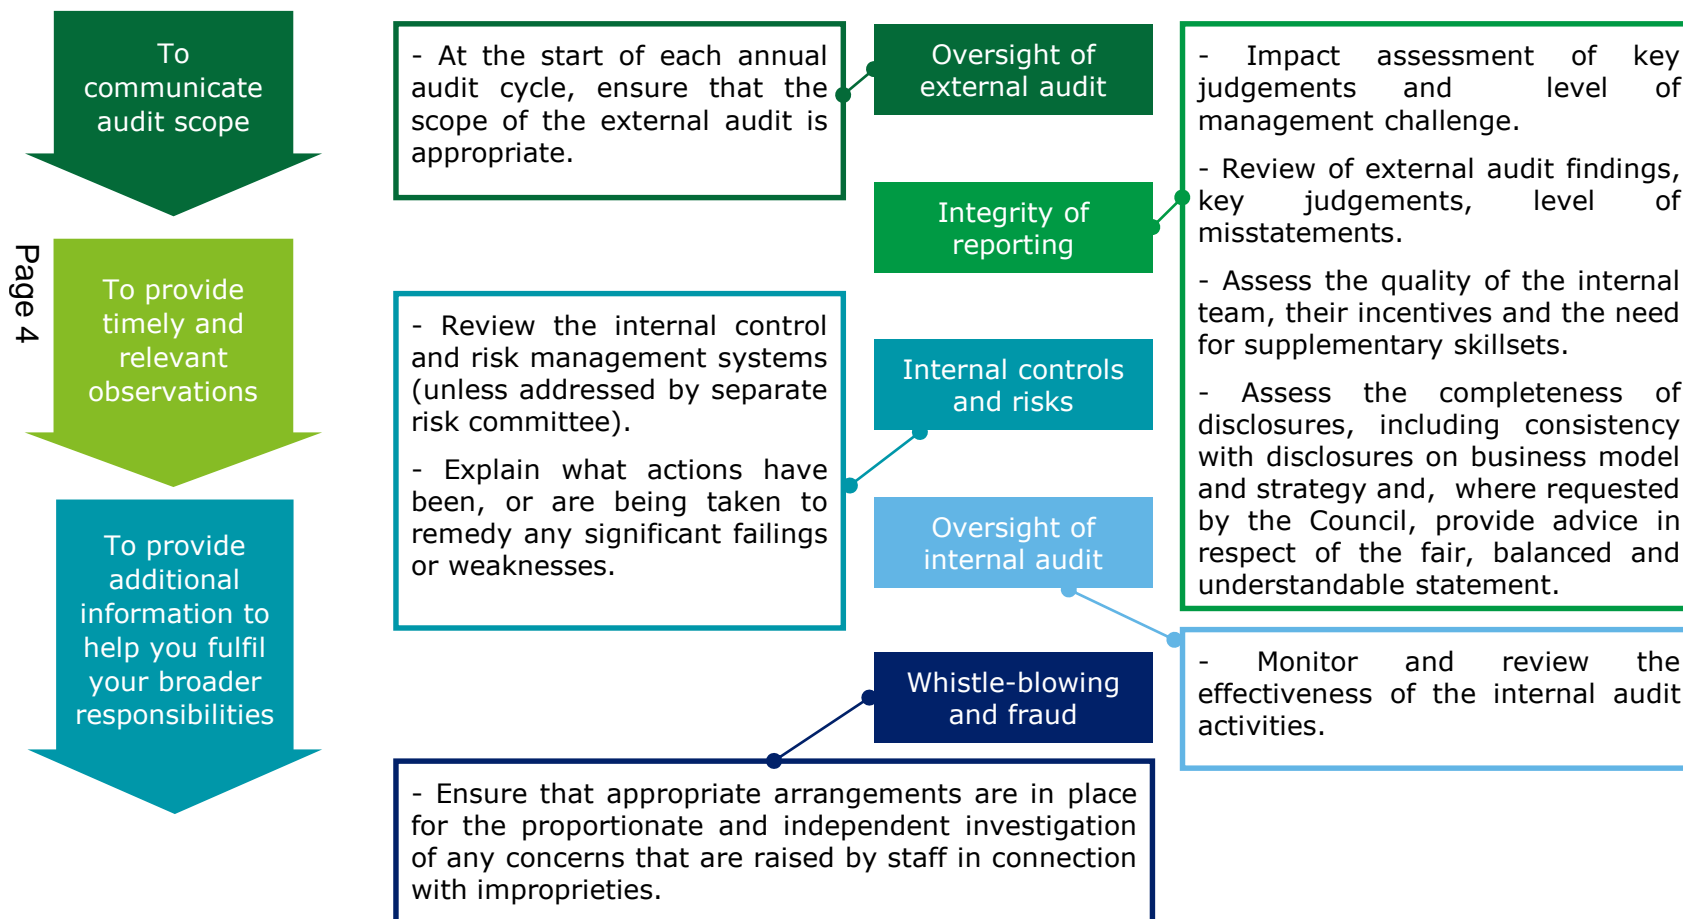 To
communicate
audit scope
Page 4
To provide
timely and
relevant
observations
To provide
additional
information to
help you fulfil
your broader
responsibilities
- At the start of each annual
audit cycle, ensure that the
scope of the external audit is
appropriate.
Oversight of
external audit
Integrity of
reporting
- Impact assessment of key
judgements and level of
management challenge.
- Review of external audit findings,
key judgements, level of
misstatements.
- Assess the quality of the internal
team, their incentives and the need
for supplementary skillsets.
- Assess the completeness of
disclosures, including consistency
with disclosures on business model
and strategy and, where requested
by the Council, provide advice in
respect of the fair, balanced and
understandable statement.
- Review the internal control
and risk management systems
(unless addressed by separate
risk committee).
- Explain what actions have
been, or are being taken to
remedy any significant failings
or weaknesses.
Internal controls
and risks
Oversight of
internal audit
- Monitor and review the
effectiveness of the internal audit
activities.
Whistle-blowing
and fraud
- Ensure that appropriate arrangements are in place
for the proportionate and independent investigation
of any concerns that are raised by staff in connection
with improprieties.